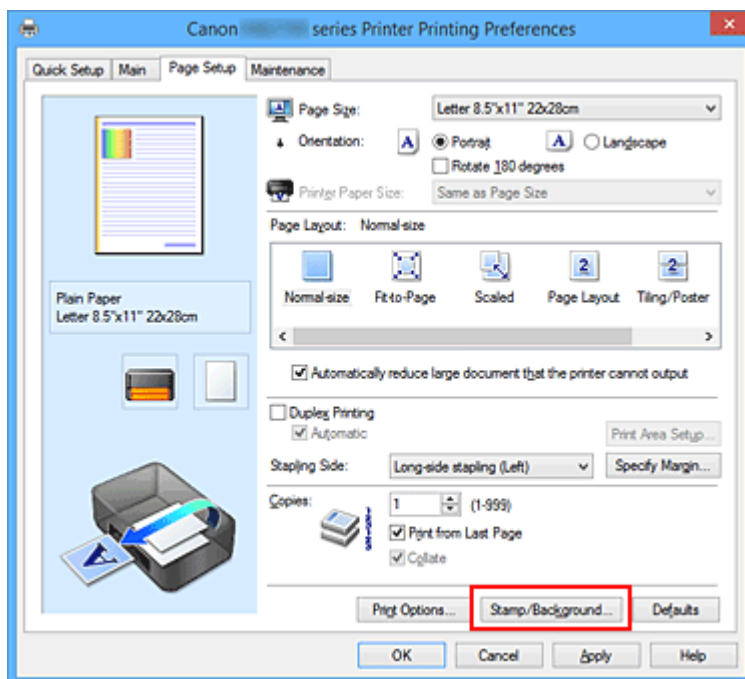 Canon series Printer Printing Preferences
Quick Setup Main Page Setup Maintenance
Page Size: Letter 8.5"x11" 22x28cm
Orientation: A Portrait A Landscape
Rotate 180 degrees
Printer Paper Size: Same as Page Size
Page Layout: Normal-size
Normal-size Fit-to-Page Scaled Page Layout Tiling/Poster
Plain Paper
Letter 8.5"x11" 22x28cm
Automatically reduce large document that the printer cannot output
Duplex Printing
Automatic
Print Area Setup...
Stapling Side: Long-side stapling (Left) Specify Margin...
Copies: 1 (1-999)
Print from Last Page
Collate
Print Options... Stamp/Background... Defaults
OK Cancel Apply Help